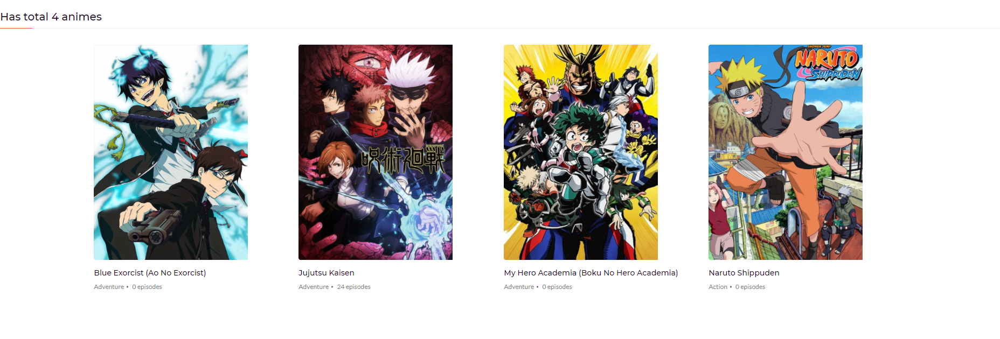 Has total 4 animes
SHONEN JUMP
NARUTO
SHIPPUDEN
呪術廻戦
Blue Exorcist (Ao No Exorcist)
Adventure • 0 episodes
Jujutsu Kaisen
Adventure • 24 episodes
My Hero Academia (Boku No Hero Academia)
Adventure • 0 episodes
Naruto Shippuden
Action • 0 episodes